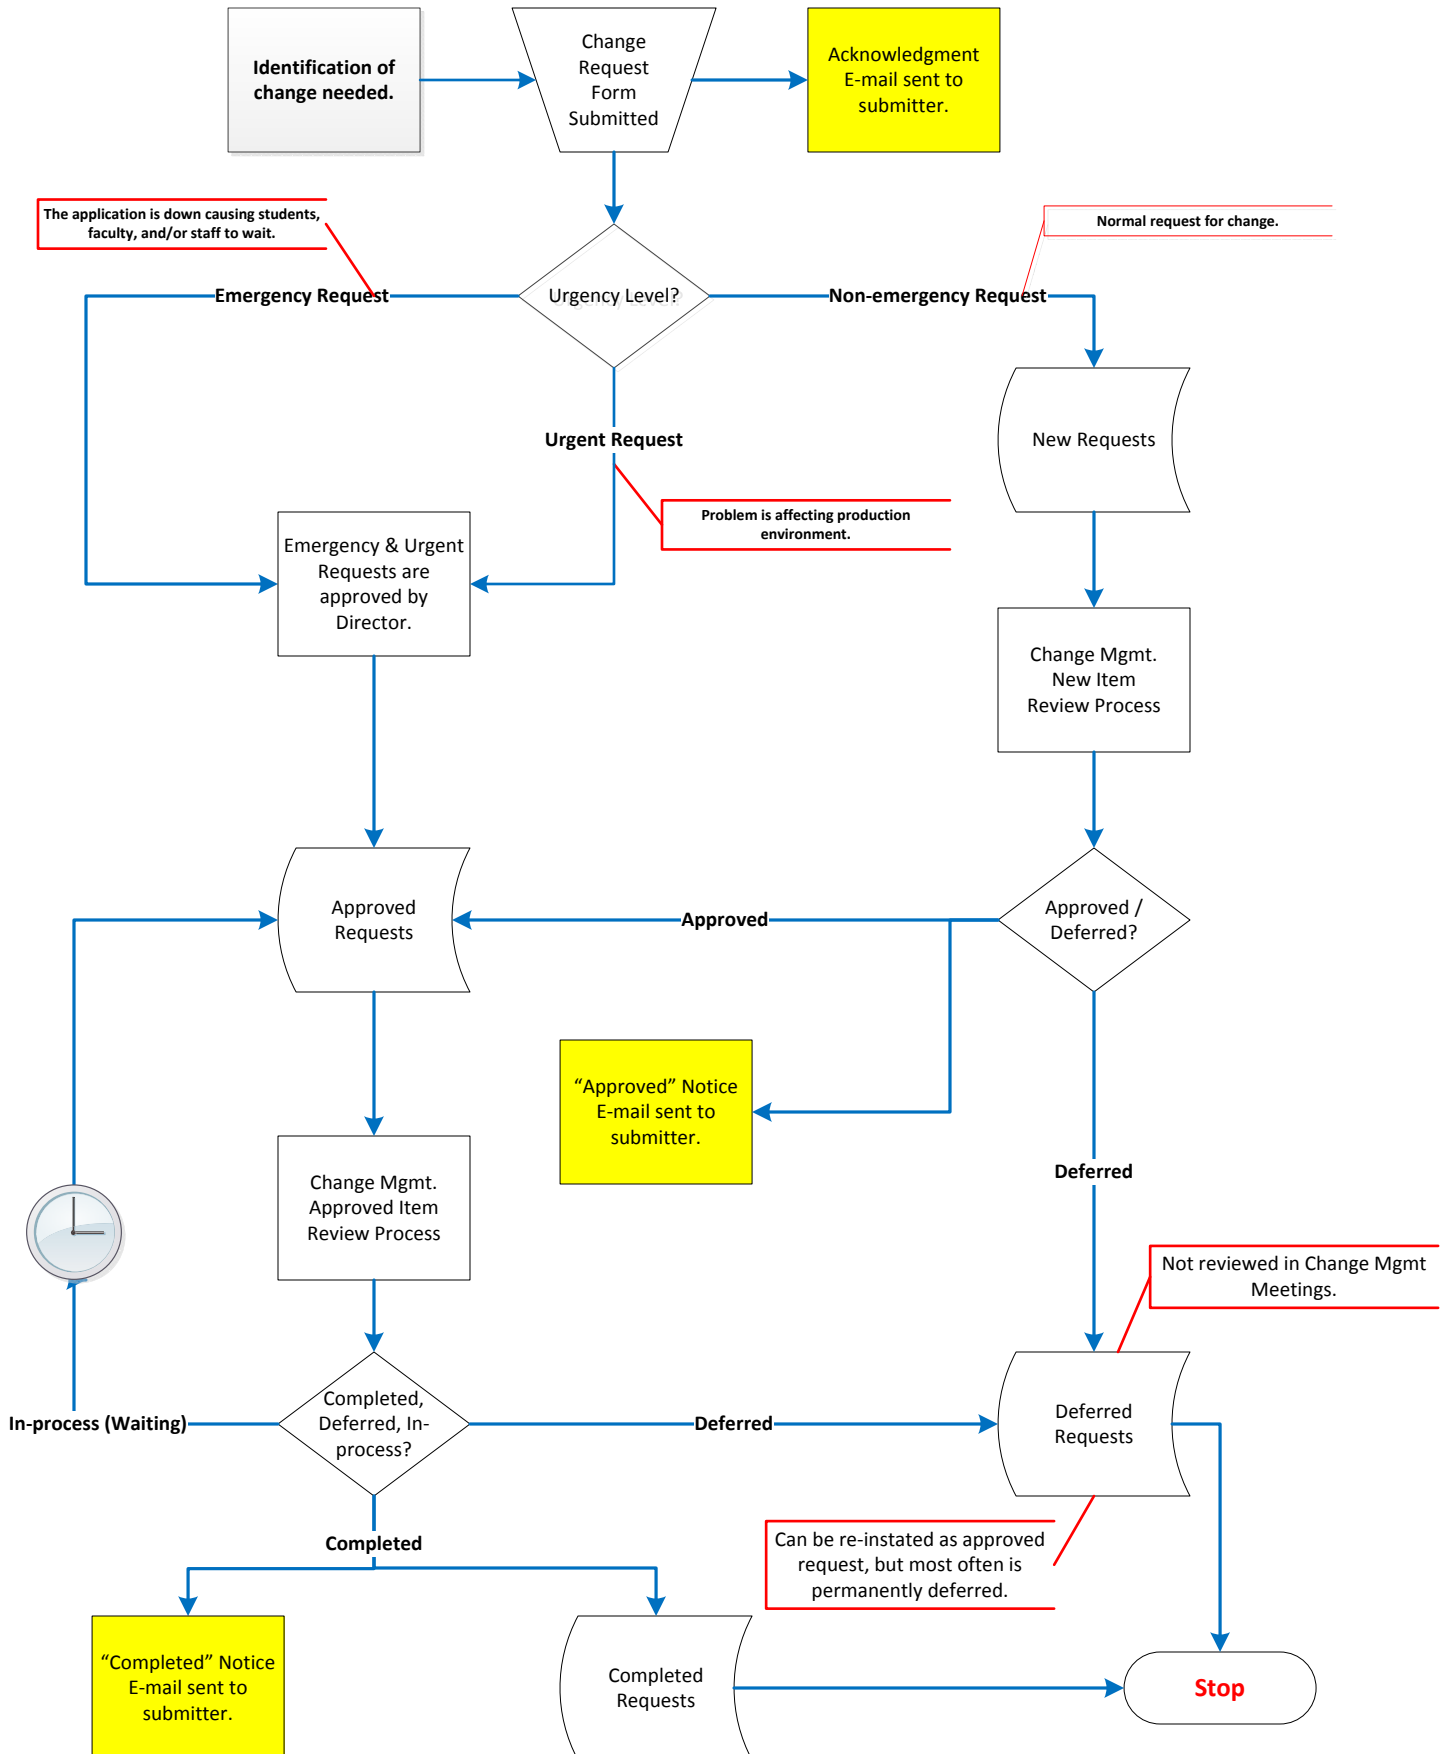 Identification of
change needed.
Change
Request
Form
Submitted
Acknowledgment
E-mail sent to
submitter.
The application is down causing students,
faculty, and/or staff to wait.
Normal request for change.
Emergency Request
Urgency Level?
Non-emergency Request
Urgent Request
New Requests
Problem is affecting production
environment.
Emergency & Urgent
Requests are
approved by
Director.
Change Mgmt.
New Item
Review Process
Approved
Requests
Approved
Approved /
Deferred?
“Approved” Notice
E-mail sent to
submitter.
Deferred
Change Mgmt.
Approved Item
Review Process
Not reviewed in Change Mgmt
Meetings.
In-process (Waiting)
Completed,
Deferred, In-
process?
Deferred
Deferred
Requests
Completed
Can be re-instated as approved
request, but most often is
permanently deferred.
“Completed” Notice
E-mail sent to
submitter.
Completed
Requests
Stop